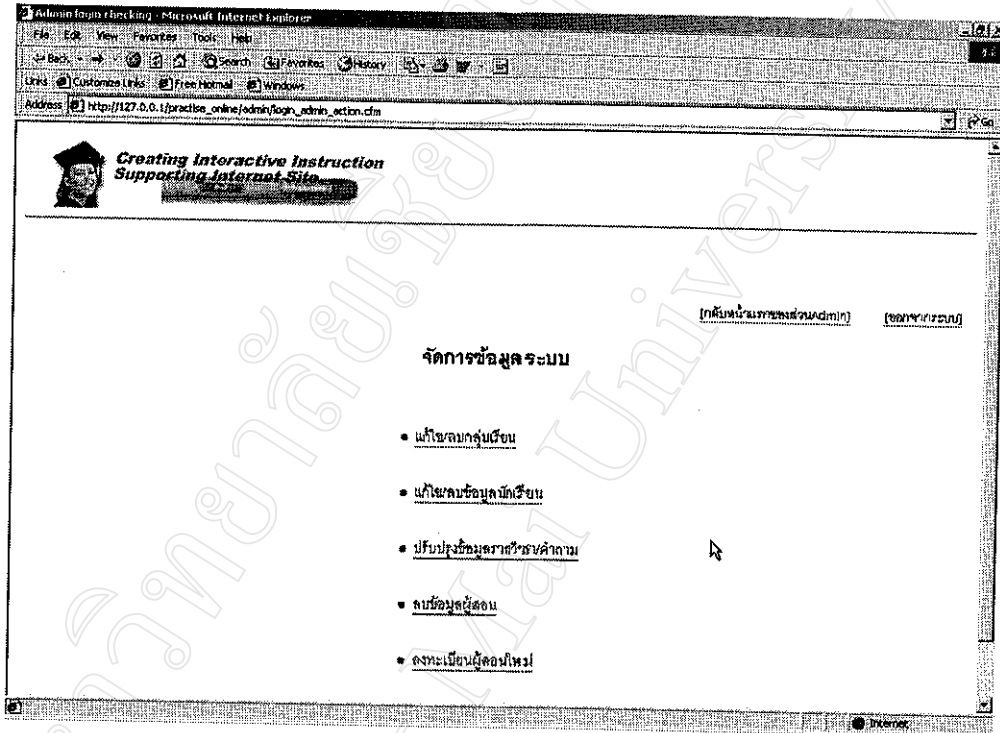 Admin login checking - Microsoft Internet Explorer
File Edit View Favorites Tools Help
Back Search Favorites History
Links Customize Links Free Hotmail Windows
Address http://127.0.0.1/practise_online/admin/login_admin_action.cfm Go
Creating Interactive Instruction
Supporting Internet Site
[กลับหน้าแรกของส่วนAdmin] [ออกจากระบบ]
จัดการข้อมูลระบบ
แก้ไข/ลบกลุ่มเรียน
แก้ไข/ลบข้อมูลนักเรียน
ปรับปรุงข้อมูลรายวิชา/คำถาม
ลบข้อมูลผู้สอน
ลงทะเบียนผู้สอนใหม่
Internet